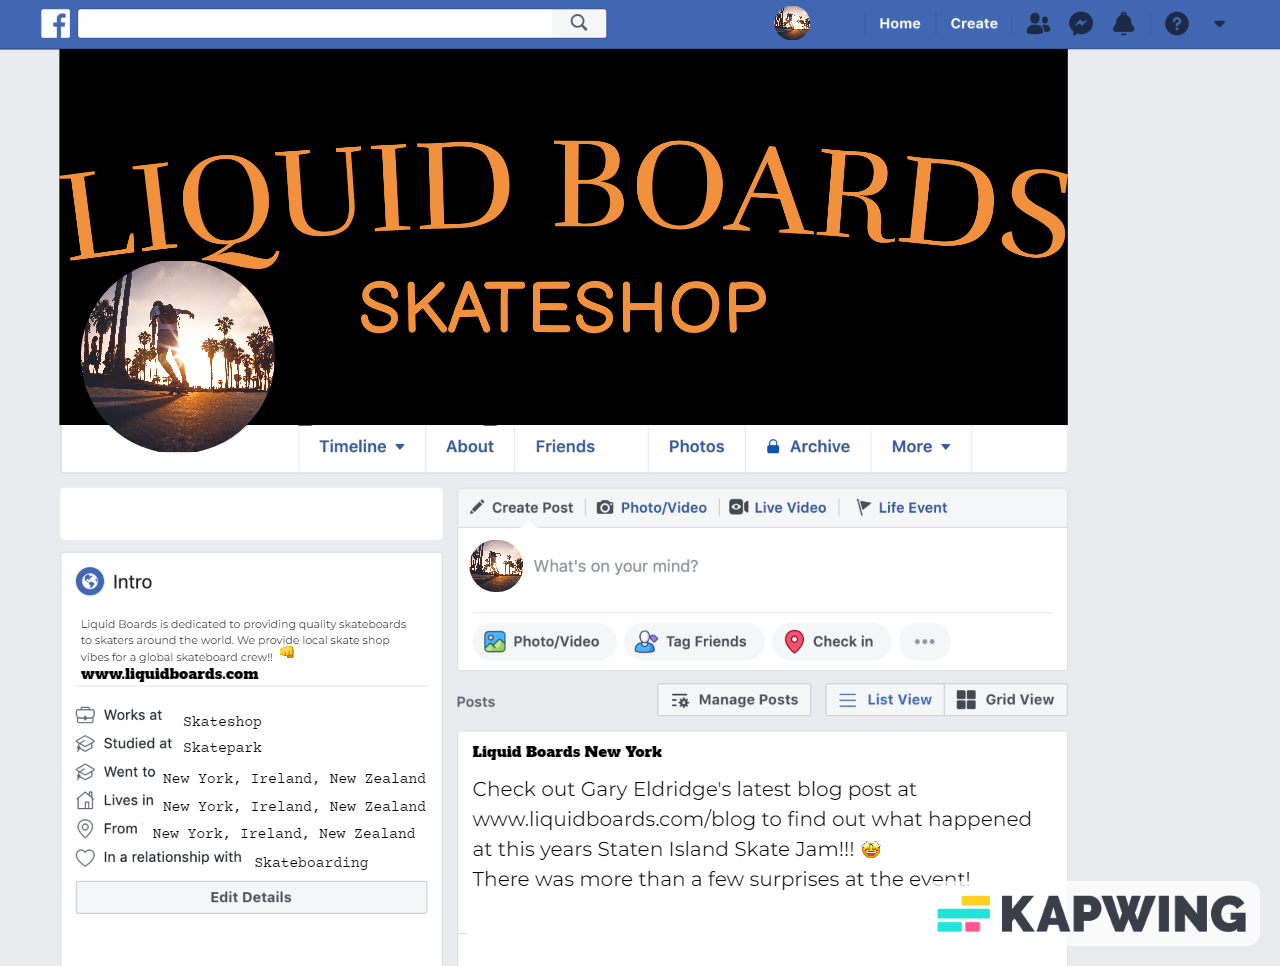 f
Home
Create
LIQUID BOARDS
SKATESHOP
Timeline
About
Friends
Photos
Archive
More
Create Post
Photo/Video
Live Video
Life Event
What's on your mind?
Photo/Video
Tag Friends
Check in
Intro
Liquid Boards is dedicated to providing quality skateboards
to skaters around the world. We provide local skate shop
vibes for a global skateboard crew!! 👊
www.liquidboards.com
Works at Skateshop
Studied at Skatepark
Went to New York, Ireland, New Zealand
Lives in New York, Ireland, New Zealand
From New York, Ireland, New Zealand
In a relationship with Skateboarding
Edit Details
Posts
Manage Posts
List View
Grid View
Liquid Boards New York
Check out Gary Eldridge's latest blog post at
www.liquidboards.com/blog to find out what happened
at this years Staten Island Skate Jam!!! 🤩
There was more than a few surprises at the event!
KAPWING